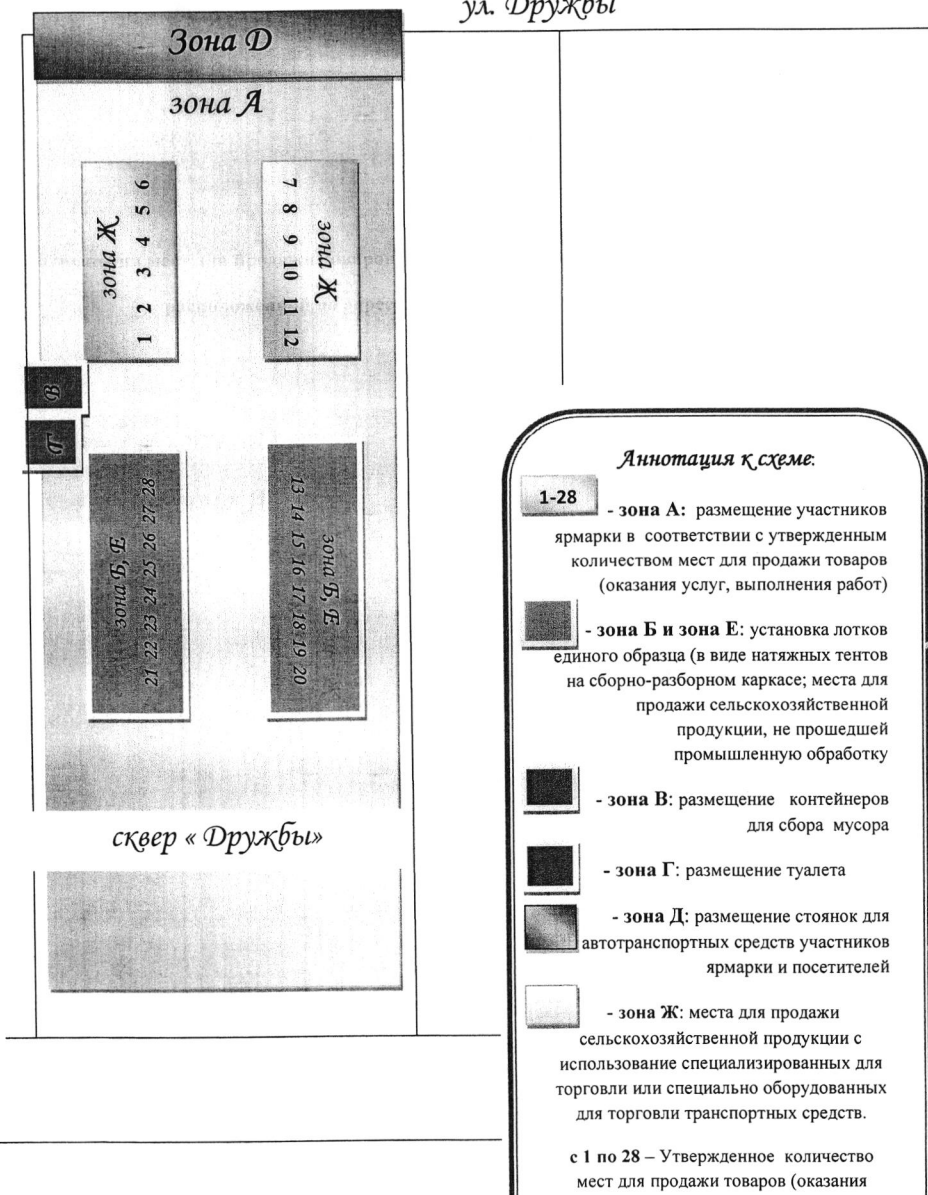 ул. Дружбы
Зона D
зона А
зона Ж
1 2 3 4 5 6
7 8 9 10 11 12
зона Ж
В
Г
зона Б, Е
21 22 23 24 25 26 27 28
13 14 15 16 17 18 19 20
зона Б, Е
сквер « Дружбы»
Аннотация к схеме:
1-28
- зона А: размещение участников
ярмарки в соответствии с утвержденным
количеством мест для продажи товаров
(оказания услуг, выполнения работ)
- зона Б и зона Е: установка лотков
единого образца (в виде натяжных тентов
на сборно-разборном каркасе; места для
продажи сельскохозяйственной
продукции, не прошедшей
промышленную обработку
- зона В: размещение контейнеров
для сбора мусора
- зона Г: размещение туалета
- зона Д: размещение стоянок для
автотранспортных средств участников
ярмарки и посетителей
- зона Ж: места для продажи
сельскохозяйственной продукции с
использование специализированных для
торговли или специально оборудованных
для торговли транспортных средств.
с 1 по 28 – Утвержденное количество
мест для продажи товаров (оказания